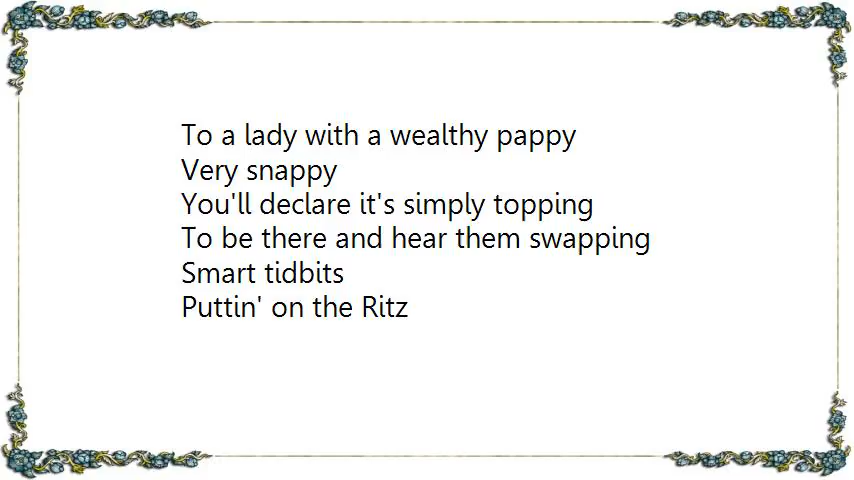 To a lady with a wealthy pappy
Very snappy
You'll declare it's simply topping
To be there and hear them swapping
Smart tidbits
Puttin' on the Ritz